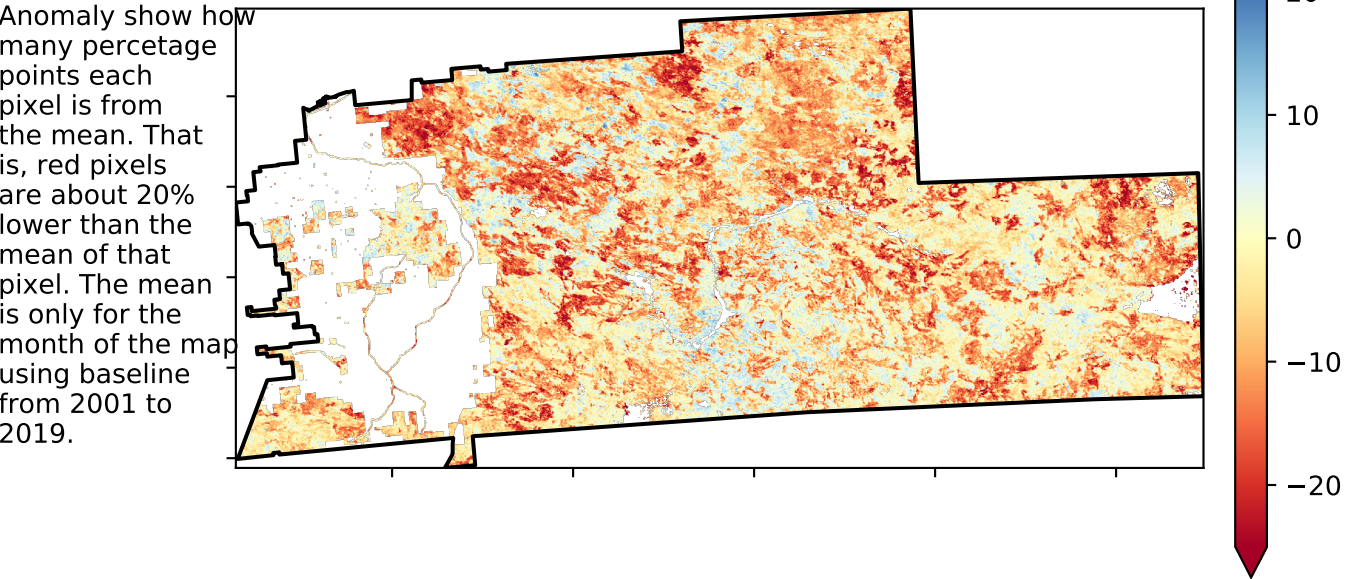 Anomaly show how
many percetage
points each
pixel is from
the mean. That
is, red pixels
are about 20%
lower than the
mean of that
pixel. The mean
is only for the
month of the map
using baseline
from 2001 to
2019.
10
0
−10
−20